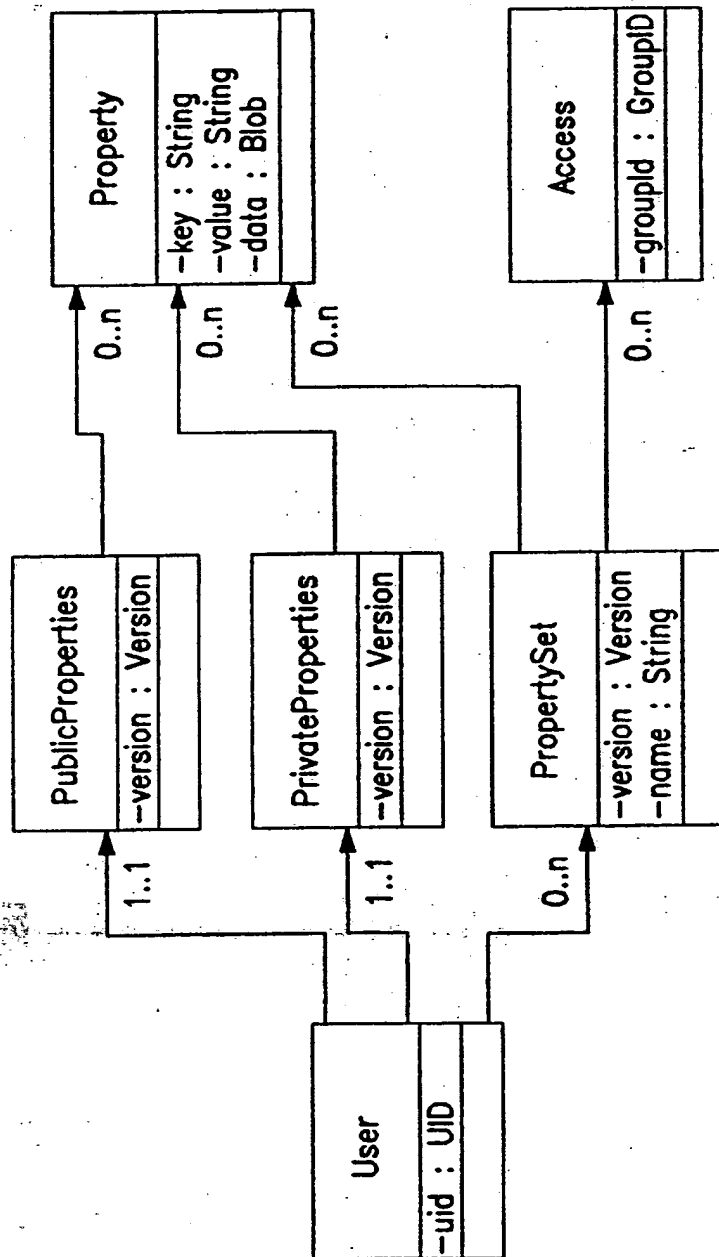 User
–uid : UID
1..1
1..1
0..n
PublicProperties
–version : Version
PrivateProperties
–version : Version
PropertySet
–version : Version
–name : String
0..n
0..n
0..n
0..n
Property
–key : String
–value : String
–data : Blob
Access
–groupId : GroupID